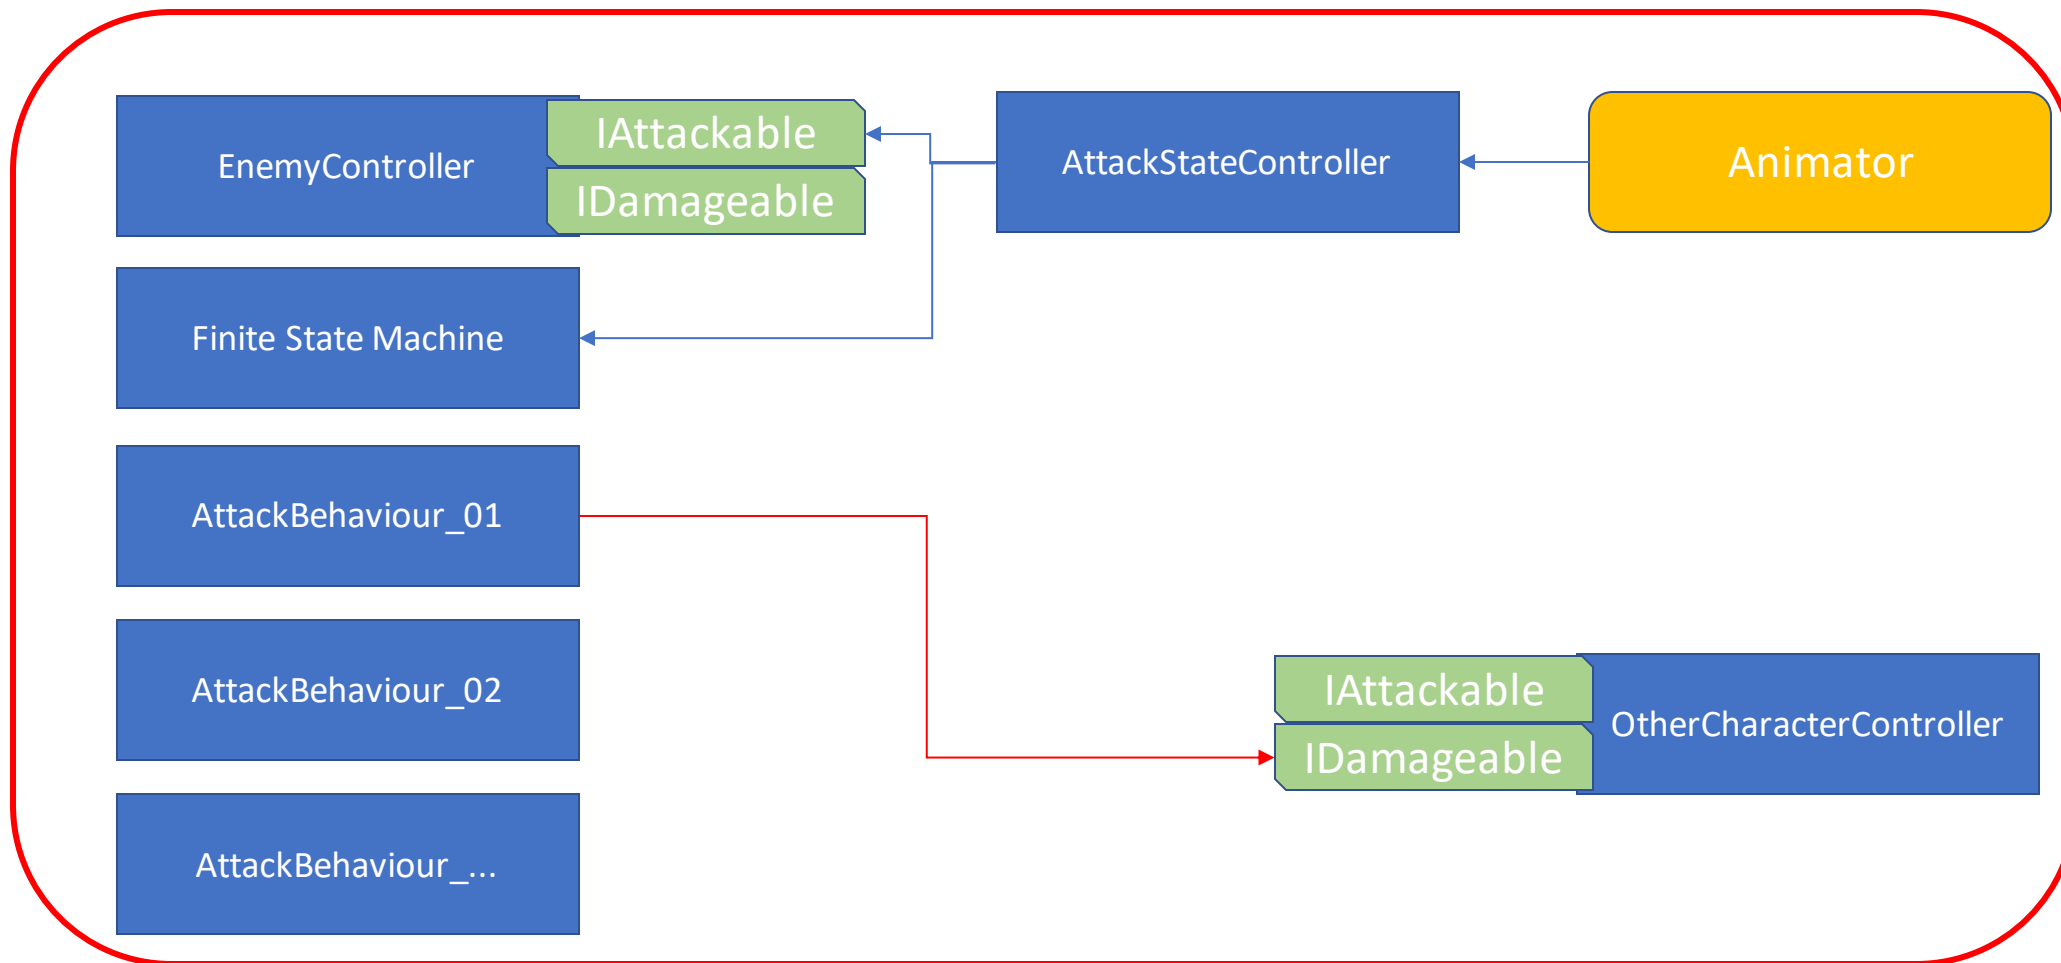 EnemyController
IAttackable
IDamageable
AttackStateController
Animator
Finite State Machine
AttackBehaviour_01
AttackBehaviour_02
IAttackable
IDamageable
OtherCharacterController
AttackBehaviour_...